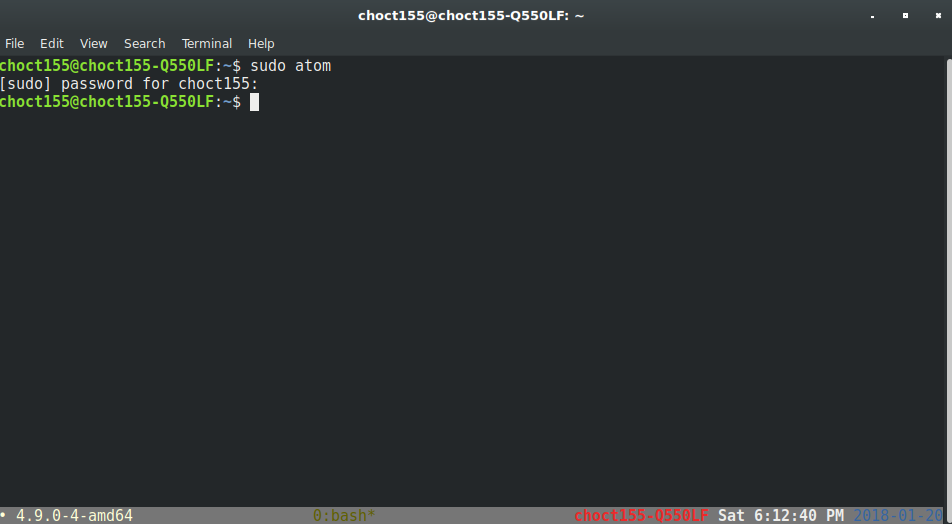 choct155@choct155-Q550LF: ~
File Edit View Search Terminal Help
choct155@choct155-Q550LF:~$ sudo atom
[sudo] password for choct155:
choct155@choct155-Q550LF:~$
• 4.9.0-4-amd64 0:bash* choct155-Q550LF Sat 6:12:40 PM 2018-01-20